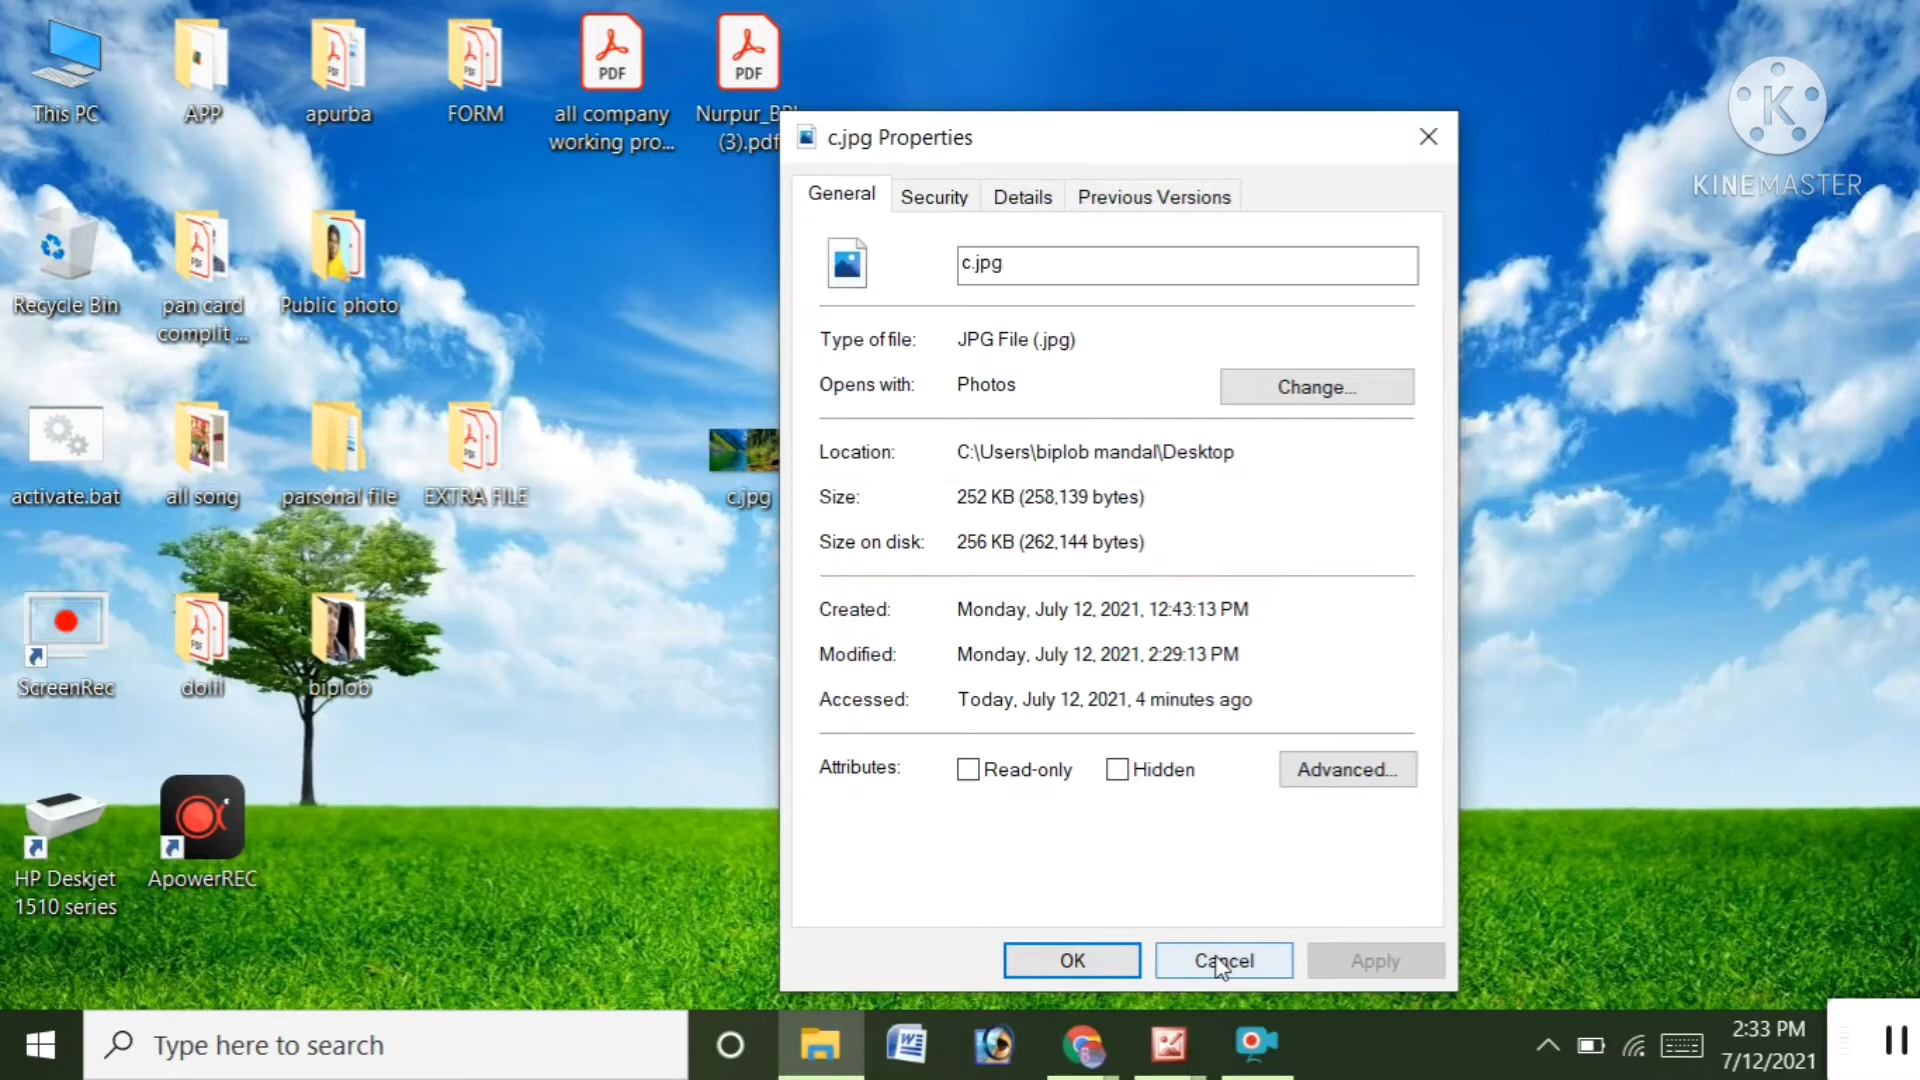 This PC
APP
apurba
FORM
all company
working pro...
Nurpur_BPL
(3).pdf
PDF
PDF
Recycle Bin
pan card
complit ...
Public photo
activate.bat
all song
parsonal file
EXTRA FILE
c.jpg
ScreenRec
dolil
biplob
HP Deskjet
1510 series
ApowerREC
c.jpg Properties
General
Security
Details
Previous Versions
c.jpg
Type of file: JPG File (.jpg)
Opens with: Photos
Change...
Location: C:\Users\biplob mandal\Desktop
Size: 252 KB (258,139 bytes)
Size on disk: 256 KB (262,144 bytes)
Created: Monday, July 12, 2021, 12:43:13 PM
Modified: Monday, July 12, 2021, 2:29:13 PM
Accessed: Today, July 12, 2021, 4 minutes ago
Attributes: Read-only Hidden
Advanced...
OK
Cancel
Apply
K
KINEMASTER
Type here to search
2:33 PM
7/12/2021